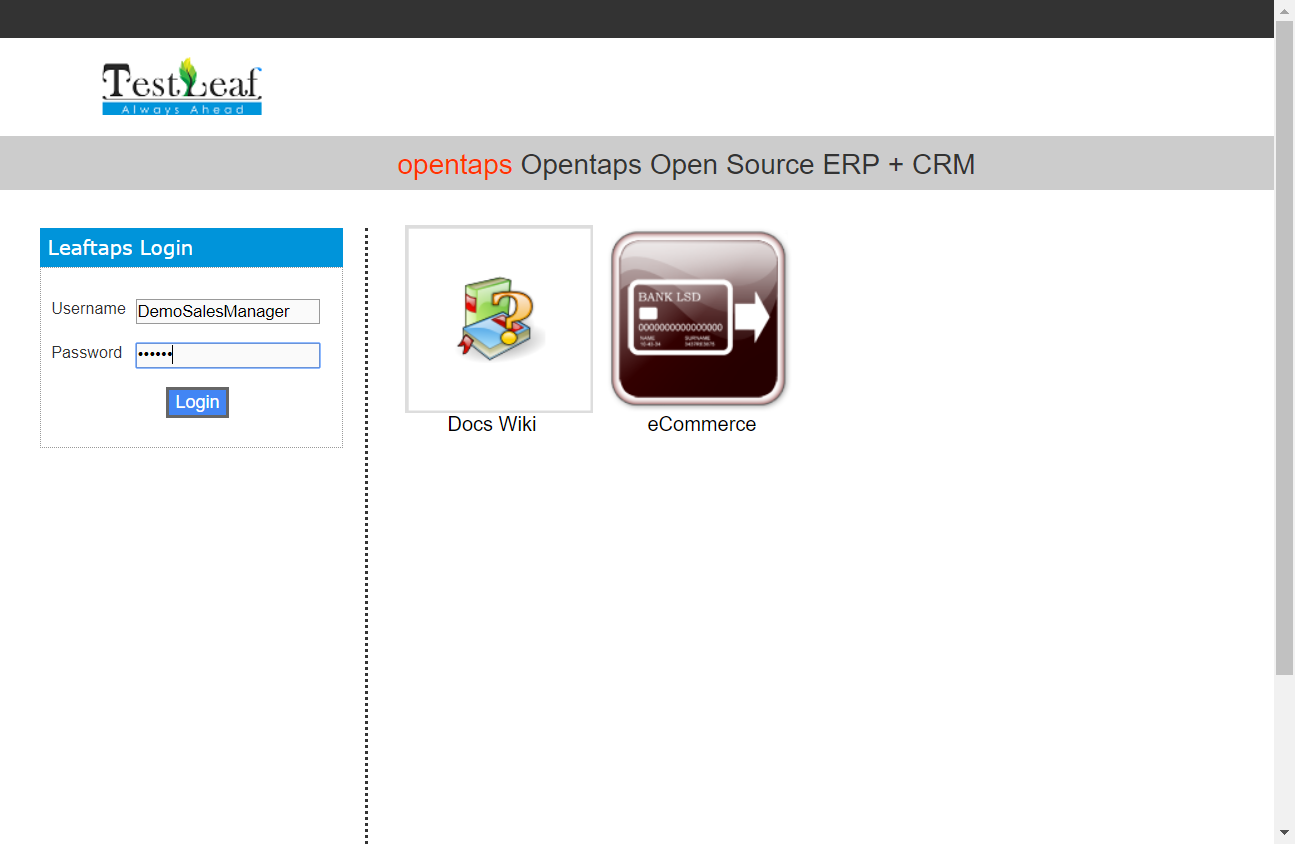 TestLeaf
Always Ahead
opentaps Opentaps Open Source ERP + CRM
Leaftaps Login
Username DemoSalesManager
Password ••••••
Login
BANK LSD
0000000000000000
NAME SURNAME
Docs Wiki
eCommerce